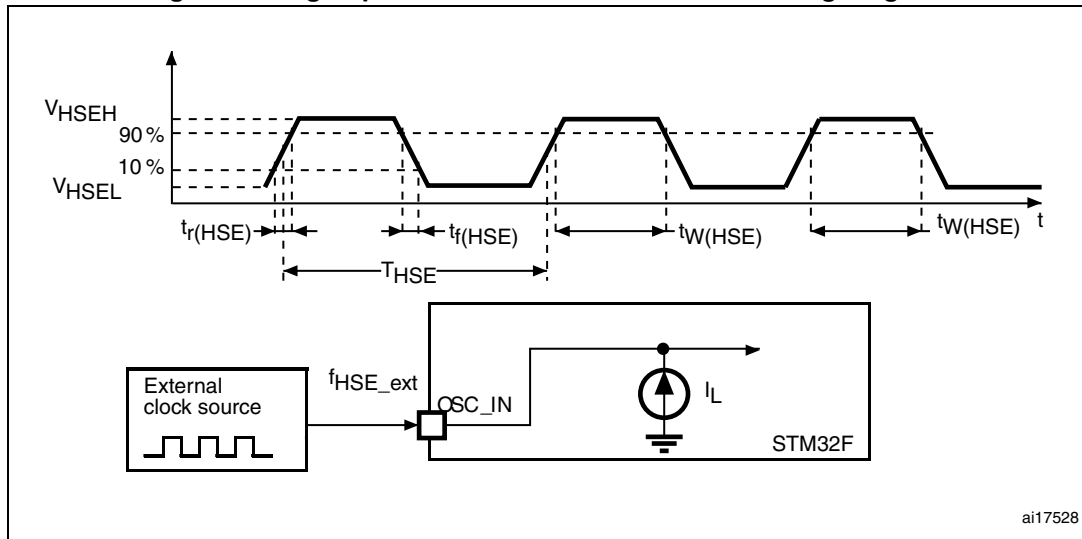 VHSEH
90 %
10 %
VHSEL
tr(HSE)
tf(HSE)
tW(HSE)
tW(HSE)
t
THSE
External
clock source
fHSE_ext
OSC_IN
IL
STM32F
ai17528